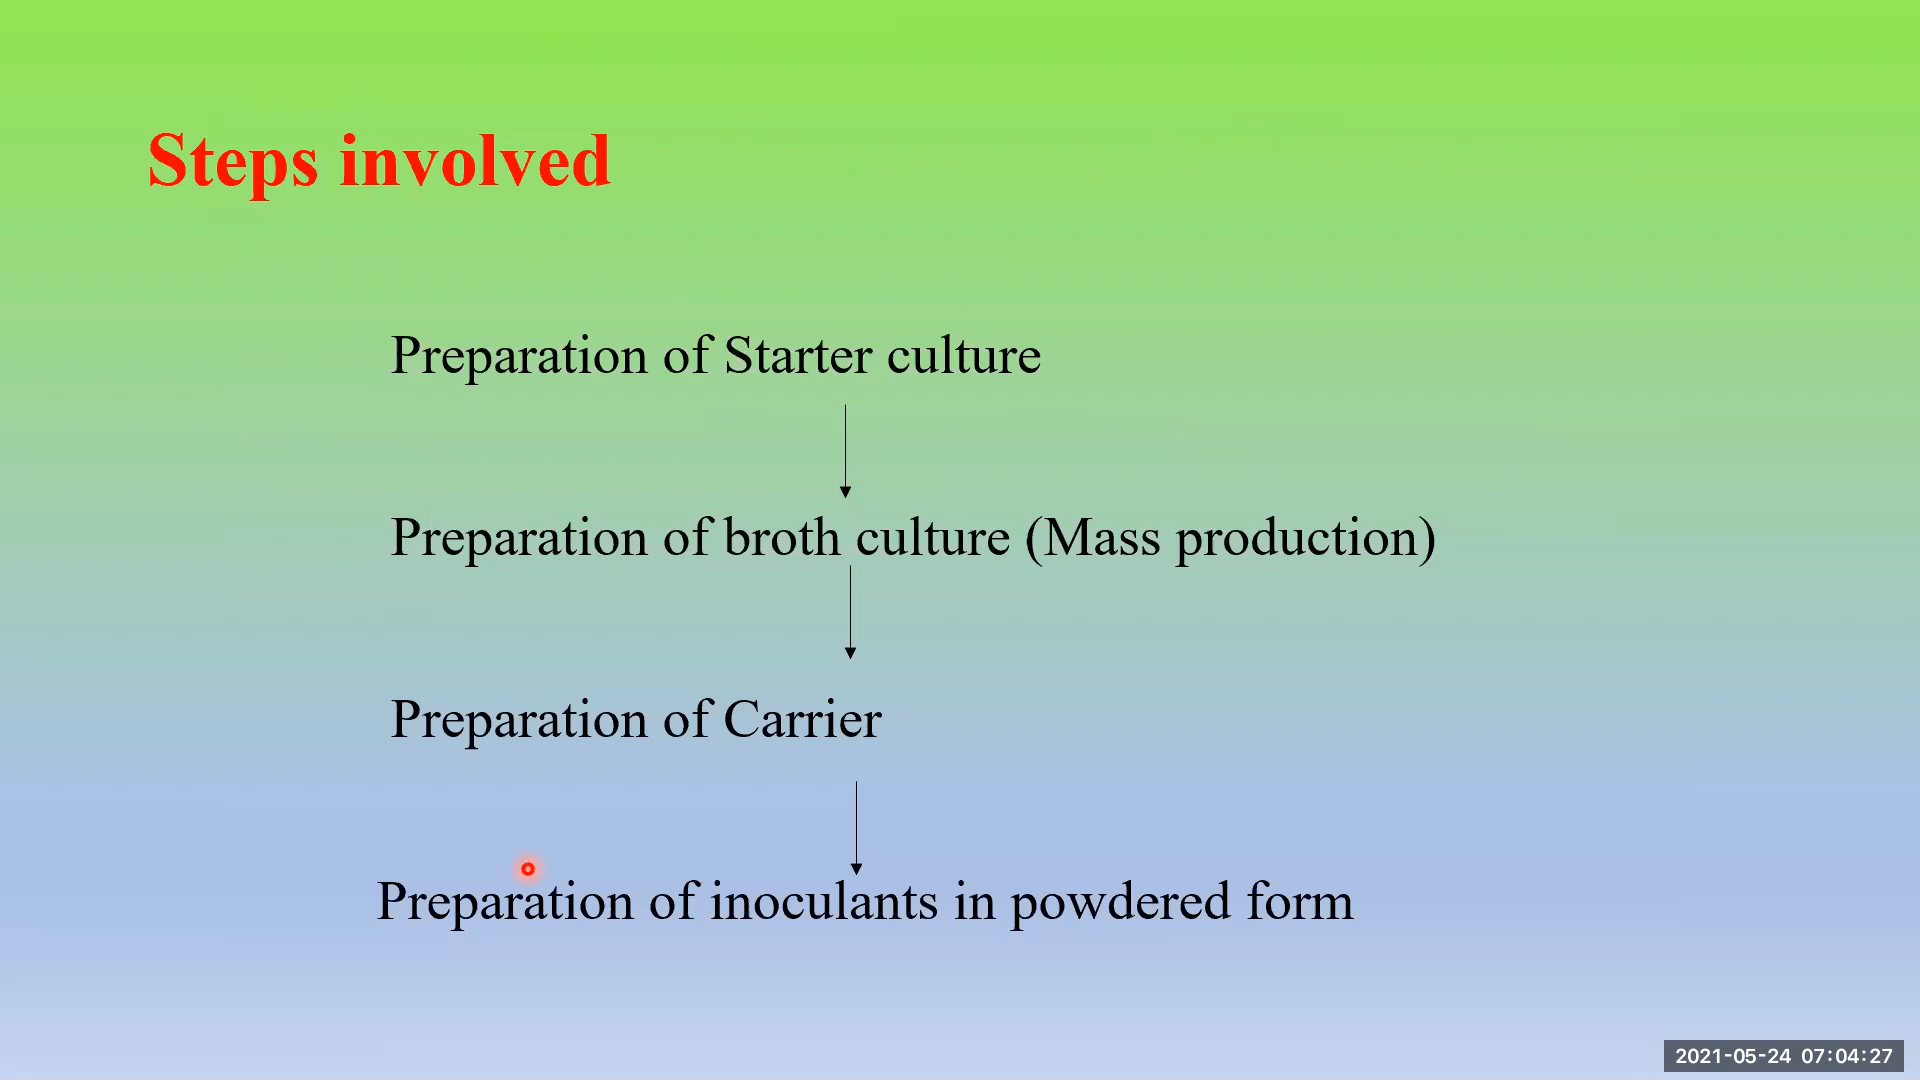 Steps involved
Preparation of Starter culture
Preparation of broth culture (Mass production)
Preparation of Carrier
Preparation of inoculants in powdered form
2021-05-24 07:04:27